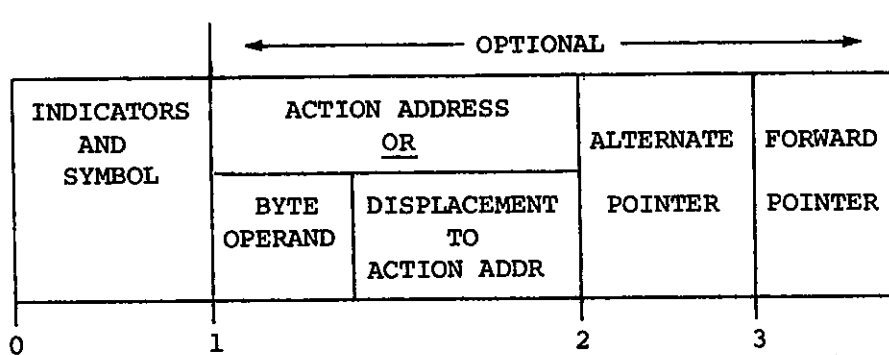 OPTIONAL
INDICATORS
AND
SYMBOL
ACTION ADDRESS
OR
BYTE
OPERAND
DISPLACEMENT
TO
ACTION ADDR
ALTERNATE
POINTER
FORWARD
POINTER
0 1 2 3